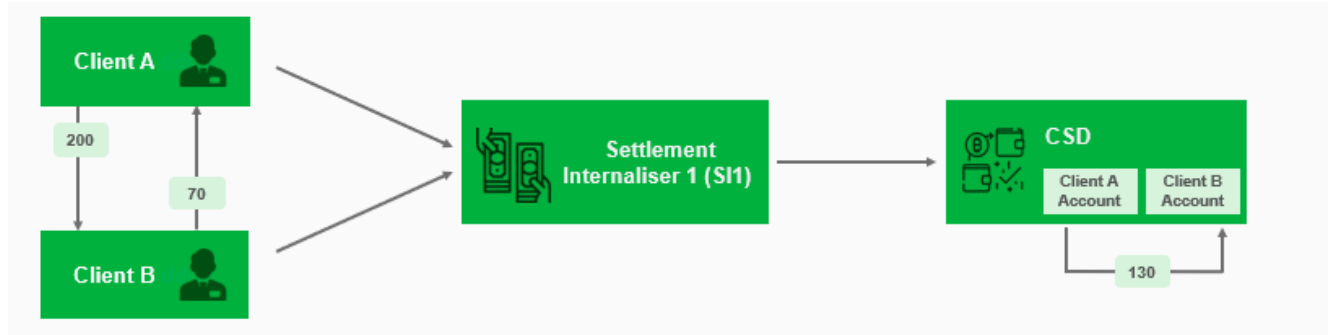 Client A
200
70
Client B
Settlement
Internaliser 1 (SI1)
CSD
Client A
Account
Client B
Account
130